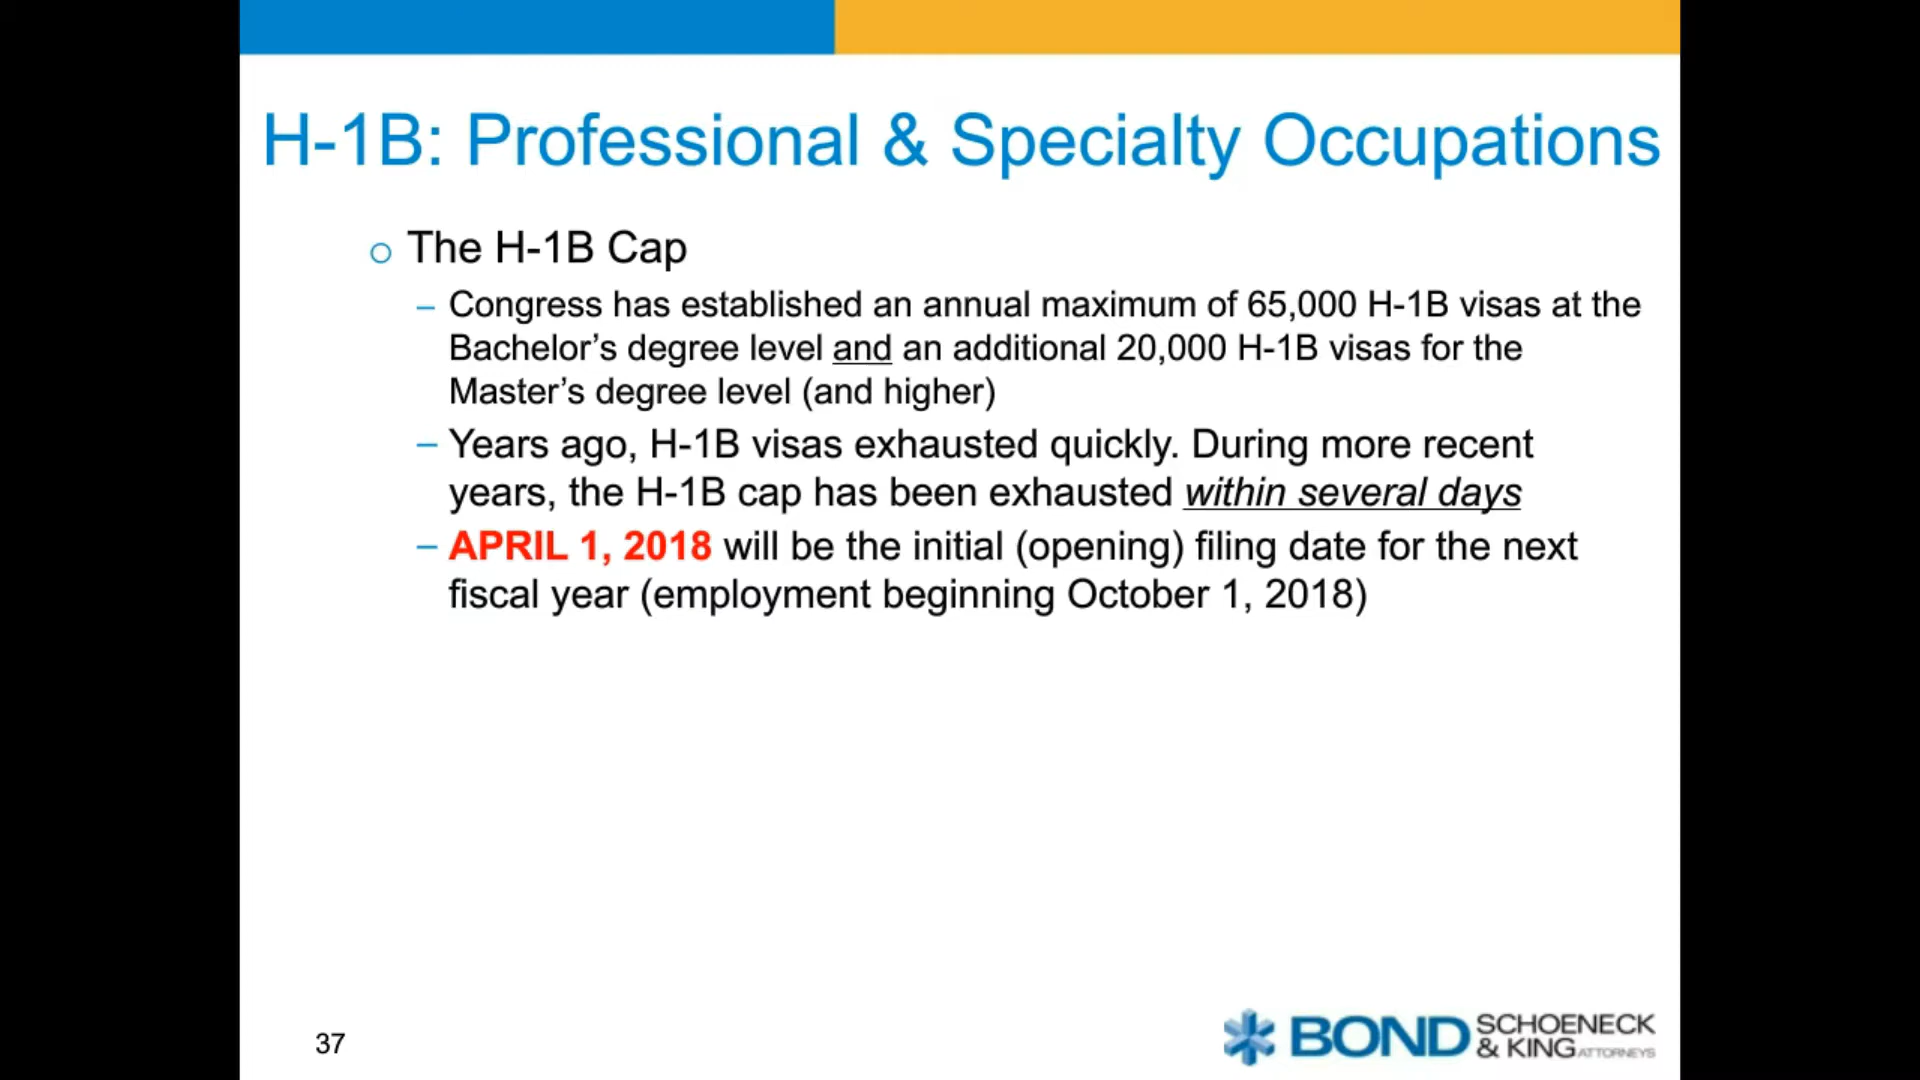 H-1B: Professional & Specialty Occupations
The H-1B Cap
– Congress has established an annual maximum of 65,000 H-1B visas at the
Bachelor’s degree level and an additional 20,000 H-1B visas for the
Master’s degree level (and higher)
– Years ago, H-1B visas exhausted quickly. During more recent
years, the H-1B cap has been exhausted within several days
– APRIL 1, 2018 will be the initial (opening) filing date for the next
fiscal year (employment beginning October 1, 2018)
37
BOND SCHOENECK
& KING ATTORNEYS